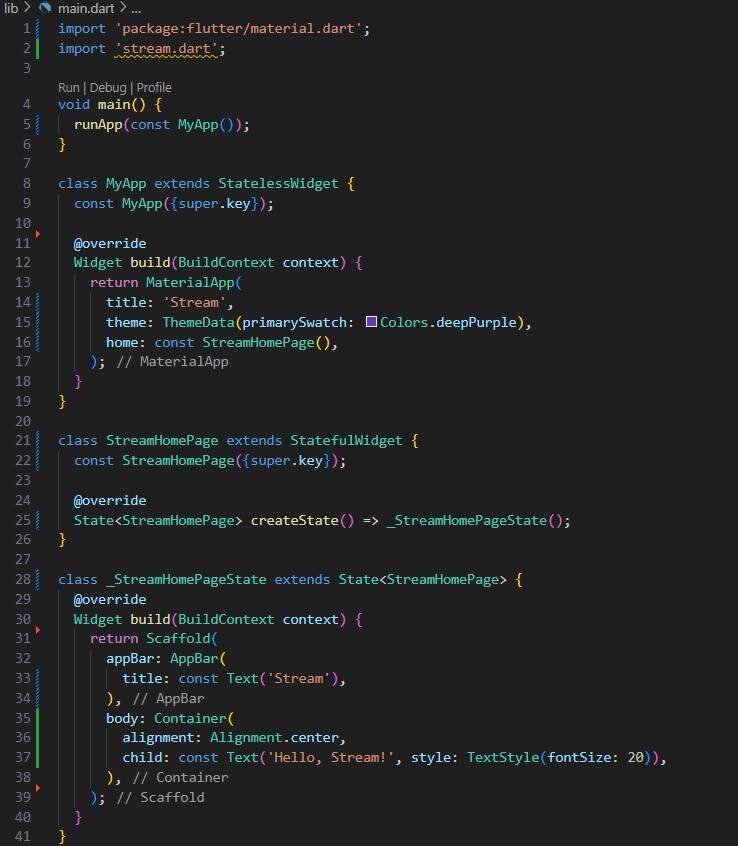 lib > main.dart > ...
1 import 'package:flutter/material.dart';
2 import 'stream.dart';
3
Run | Debug | Profile
4 void main() {
5   runApp(const MyApp());
6 }
7
8 class MyApp extends StatelessWidget {
9   const MyApp({super.key});
10
11   @override
12   Widget build(BuildContext context) {
13     return MaterialApp(
14       title: 'Stream',
15       theme: ThemeData(primarySwatch: Colors.deepPurple),
16       home: const StreamHomePage(),
17     ); // MaterialApp
18   }
19 }
20
21 class StreamHomePage extends StatefulWidget {
22   const StreamHomePage({super.key});
23
24   @override
25   State<StreamHomePage> createState() => _StreamHomePageState();
26 }
27
28 class _StreamHomePageState extends State<StreamHomePage> {
29   @override
30   Widget build(BuildContext context) {
31     return Scaffold(
32       appBar: AppBar(
33         title: const Text('Stream'),
34       ), // AppBar
35       body: Container(
36         alignment: Alignment.center,
37         child: const Text('Hello, Stream!', style: TextStyle(fontSize: 20)),
38       ), // Container
39     ); // Scaffold
40   }
41 }